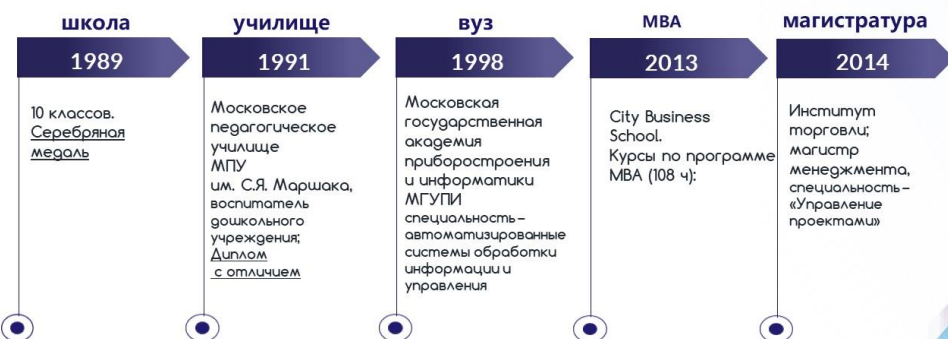 школа
1989
10 классов.
Серебряная
медаль
училище
1991
Московское
педагогическое
училище
МПУ
им. С.Я. Маршака,
воспитатель
дошкольного
учреждения;
Диплом
с отличием
вуз
1998
Московская
государственная
академия
приборостроения
и информатики
МГУПИ
специальность –
автоматизированные
системы обработки
информации и
управления
MBA
2013
City Business
School.
Курсы по программе
MBA (108 ч):
магистратура
2014
Институт
торговли;
магистр
менеджмента,
специальность –
«Управление
проектами»